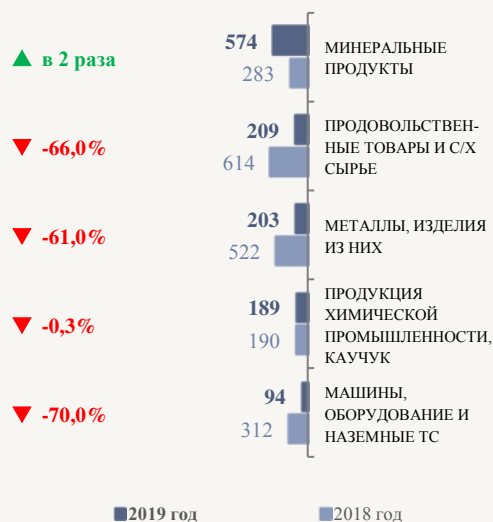 574
▲ в 2 раза
283
МИНЕРАЛЬНЫЕ
ПРОДУКТЫ
209
▼ -66,0%
614
ПРОДОВОЛЬСТВЕН-
НЫЕ ТОВАРЫ И С/Х
СЫРЬЕ
203
▼ -61,0%
522
МЕТАЛЛЫ, ИЗДЕЛИЯ
ИЗ НИХ
189
▼ -0,3%
190
ПРОДУКЦИЯ
ХИМИЧЕСКОЙ
ПРОМЫШЛЕННОСТИ,
КАУЧУК
94
▼ -70,0%
312
МАШИНЫ,
ОБОРУДОВАНИЕ И
НАЗЕМНЫЕ ТС
2019 год
2018 год